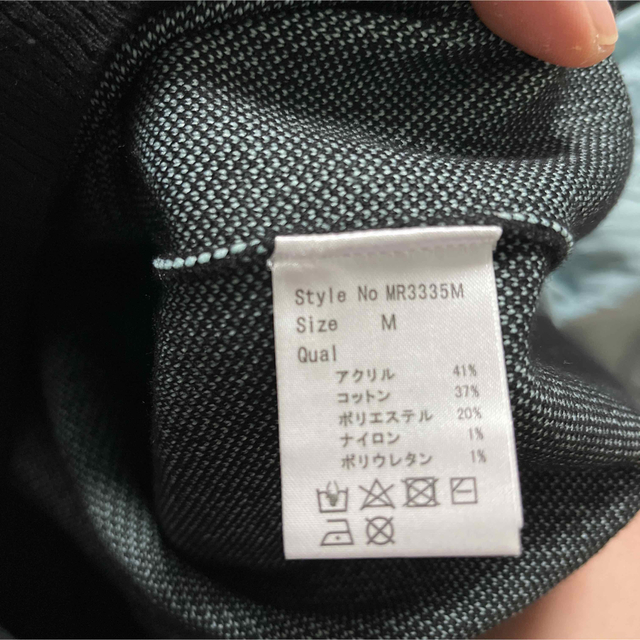 Style No MR3335M
Size M
Qual
アクリル 41%
コットン 37%
ポリエステル 20%
ナイロン 1%
ポリウレタン 1%